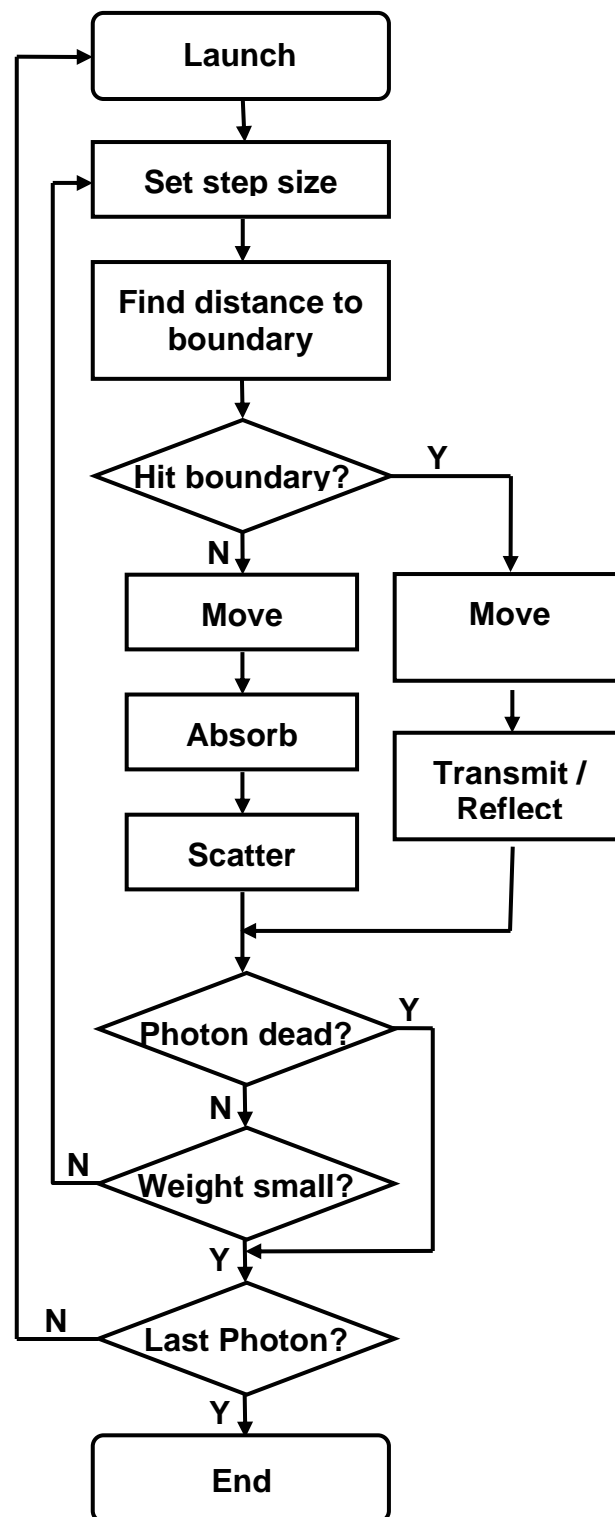 Launch
Set step size
Find distance to
boundary
Hit boundary?
Y
N
Move
Move
Absorb
Transmit /
Reflect
Scatter
Photon dead?
Y
N
Weight small?
N
Y
Last Photon?
N
Y
End